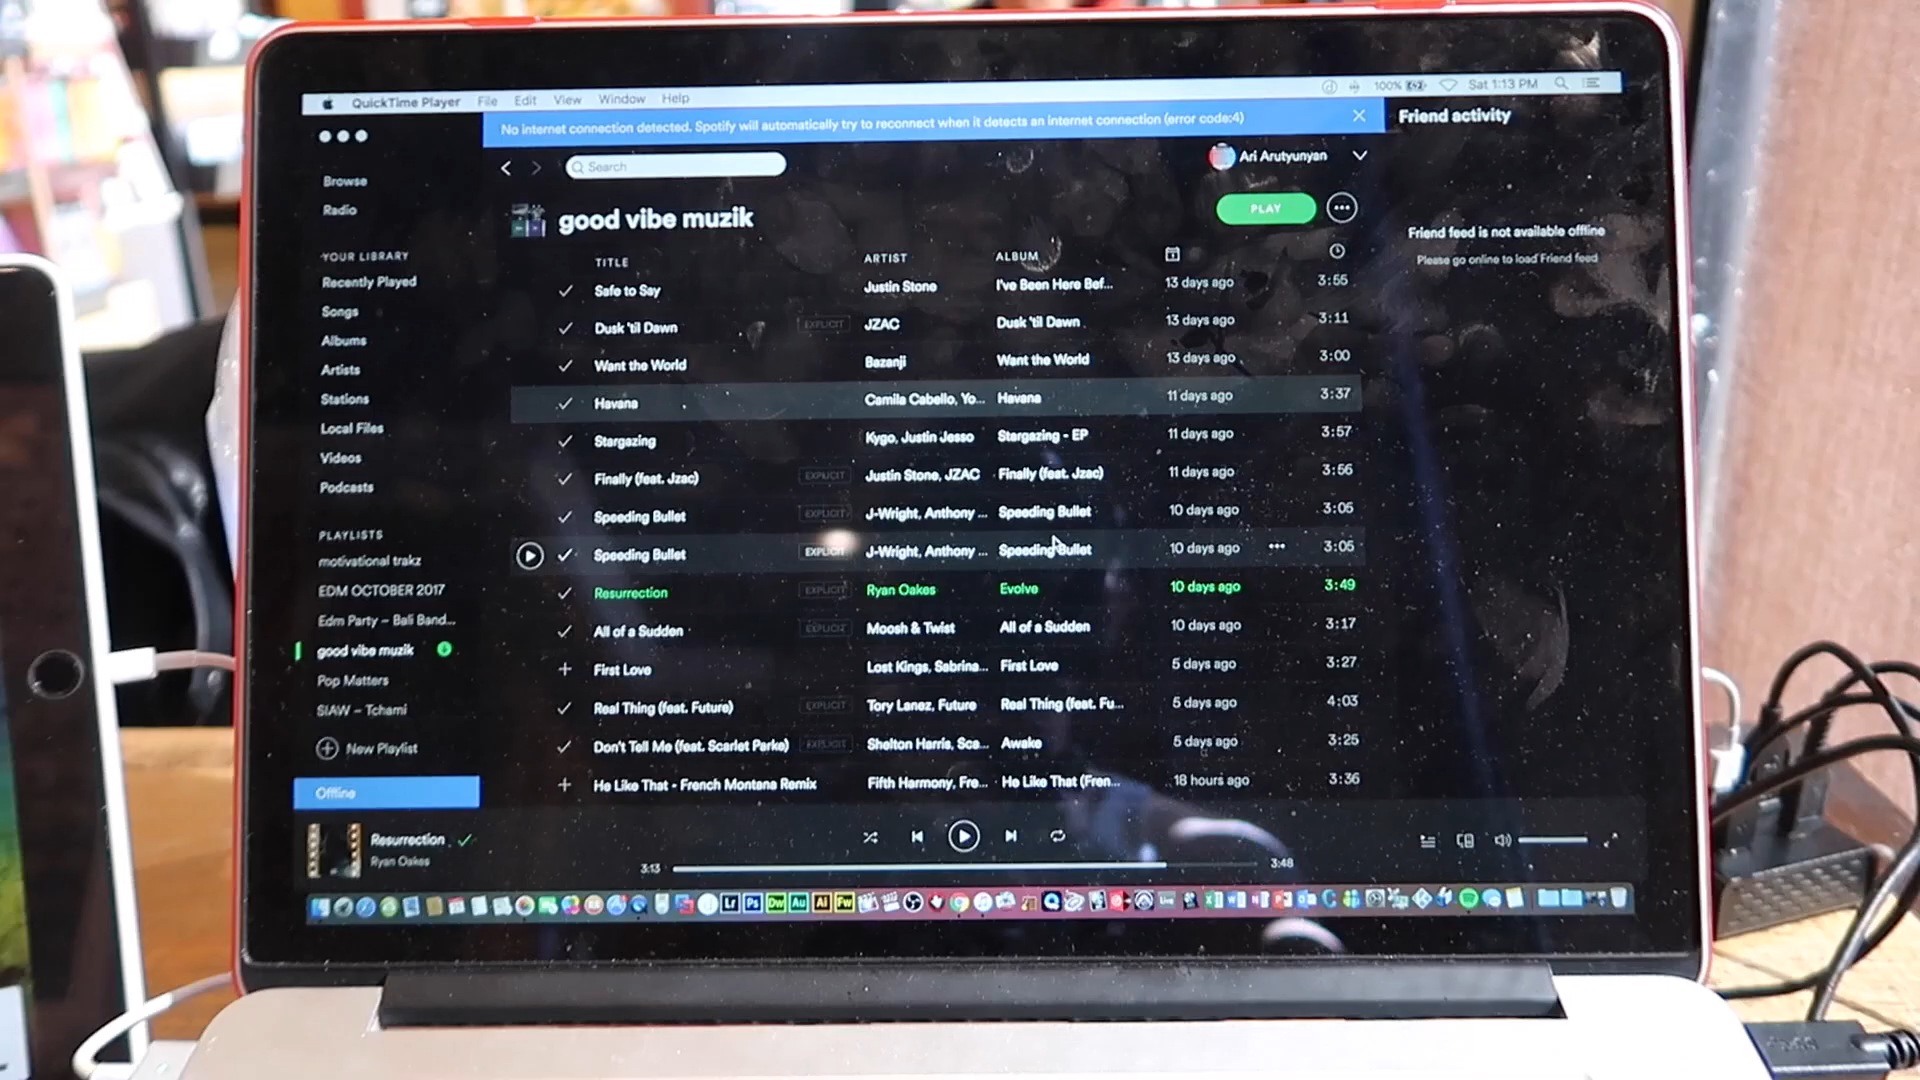 QuickTime Player File Edit View Window Help 100% Sat 1:13 PM
No internet connection detected. Spotify will automatically try to reconnect when it detects an internet connection (error code:4)
Friend activity
Search
Ari Arutyunyan
Browse
Radio
good vibe muzik
PLAY
Friend feed is not available offline
Please go online to load Friend feed
YOUR LIBRARY
Recently Played
Songs
Albums
Artists
Stations
Local Files
Videos
Podcasts
PLAYLISTS
motivational trakz
EDM OCTOBER 2017
Edm Party – Bali Band...
good vibe muzik
Pop Matters
SIAW – Tchami
New Playlist
Offline
TITLE ARTIST ALBUM
Safe to Say Justin Stone I've Been Here Bef... 13 days ago 3:55
Dusk 'til Dawn EXPLICIT JZAC Dusk 'til Dawn 13 days ago 3:11
Want the World Bazanji Want the World 13 days ago 3:00
Havana Camila Cabello, Yo... Havana 11 days ago 3:37
Stargazing Kygo, Justin Jesso Stargazing - EP 11 days ago 3:57
Finally (feat. Jzac) EXPLICIT Justin Stone, JZAC Finally (feat. Jzac) 11 days ago 3:56
Speeding Bullet EXPLICIT J-Wright, Anthony ... Speeding Bullet 10 days ago 3:05
Speeding Bullet EXPLICIT J-Wright, Anthony ... Speeding Bullet 10 days ago 3:05
Resurrection EXPLICIT Ryan Oakes Evolve 10 days ago 3:49
All of a Sudden EXPLICIT Moosh & Twist All of a Sudden 10 days ago 3:17
First Love Lost Kings, Sabrina... First Love 5 days ago 3:27
Real Thing (feat. Future) EXPLICIT Tory Lanez, Future Real Thing (feat. Fu... 5 days ago 4:03
Don't Tell Me (feat. Scarlet Parke) EXPLICIT Shelton Harris, Sca... Awake 5 days ago 3:25
He Like That - French Montana Remix Fifth Harmony, Fre... He Like That (Fren... 18 hours ago 3:36
Resurrection
Ryan Oakes
3:13 3:48
Lr Ps Dw Au Ai Fw